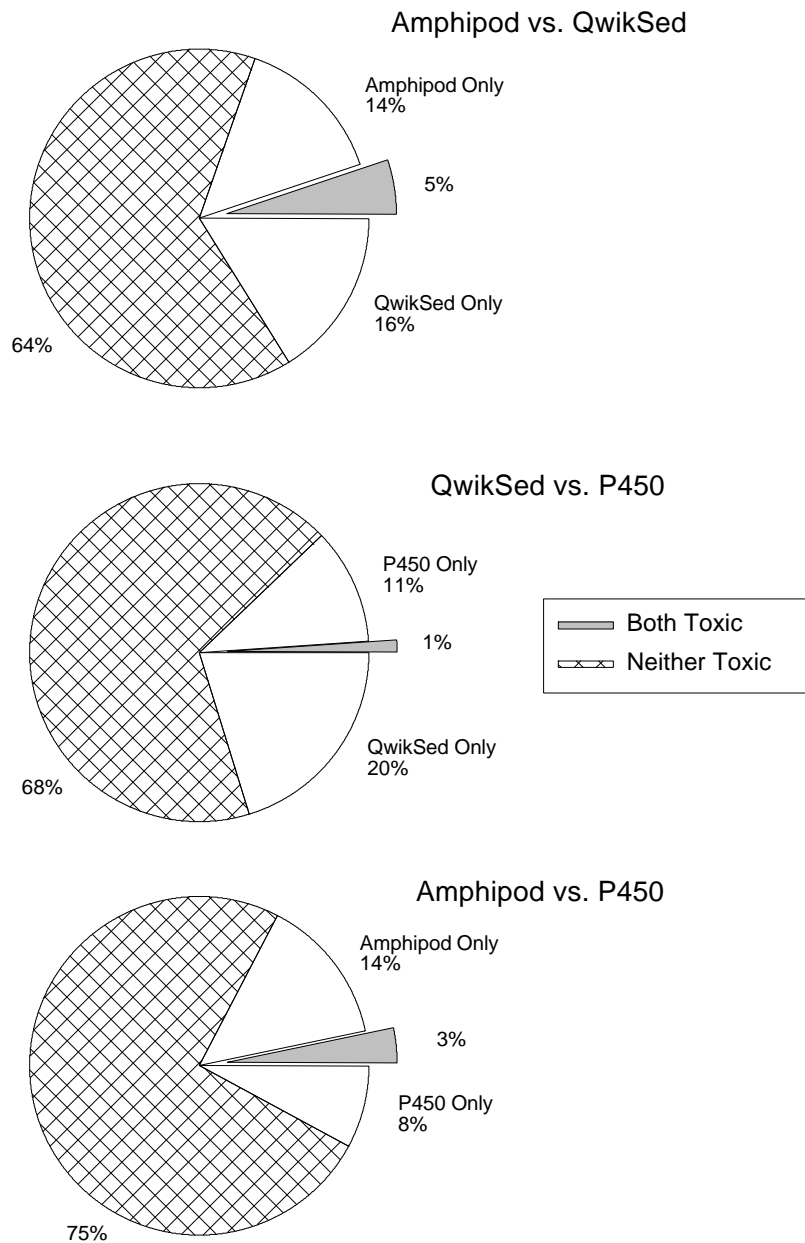 Amphipod vs. QwikSed
Amphipod Only
14%
5%
QwikSed Only
16%
64%
QwikSed vs. P450
P450 Only
11%
1%
Both Toxic
Neither Toxic
QwikSed Only
20%
68%
Amphipod vs. P450
Amphipod Only
14%
3%
P450 Only
8%
75%